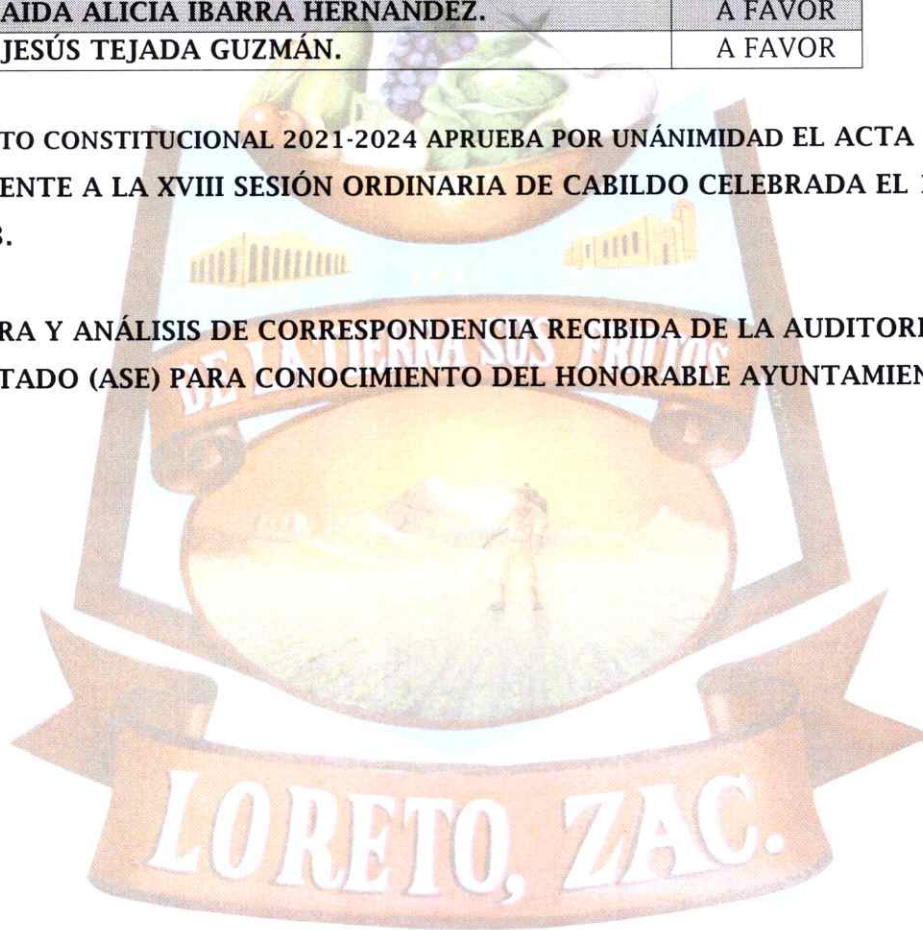 AIDA ALICIA IBARRA HERNÁNDEZ. A FAVOR
JESÚS TEJADA GUZMÁN. A FAVOR
TO CONSTITUCIONAL 2021-2024 APRUEBA POR UNÁNIMIDAD EL ACTA
ENTE A LA XVIII SESIÓN ORDINARIA DE CABILDO CELEBRADA EL
RA Y ANÁLISIS DE CORRESPONDENCIA RECIBIDA DE LA AUDITOR
TADO (ASE) PARA CONOCIMIENTO DEL HONORABLE AYUNTAMIEN
DE LA TIERRA SUS FRUTOS
LORETO, ZAC.